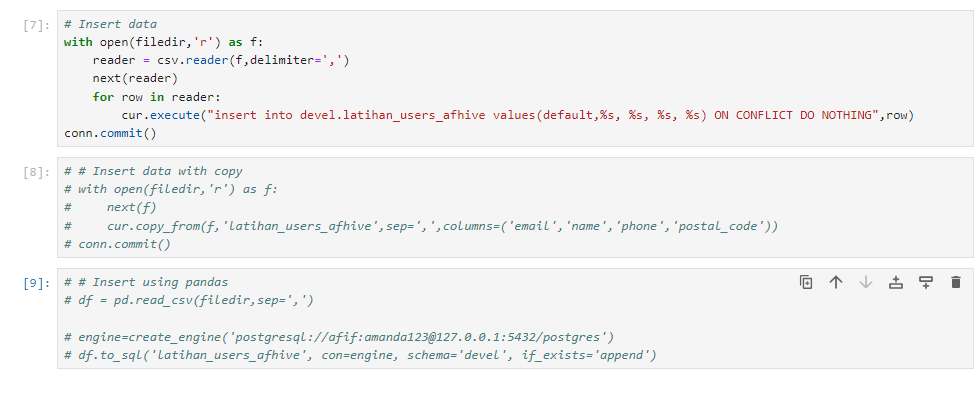 [7]:
# Insert data
with open(filedir,'r') as f:
    reader = csv.reader(f,delimiter=',')
    next(reader)
    for row in reader:
        cur.execute("insert into devel.latihan_users_afhive values(default,%s, %s, %s, %s) ON CONFLICT DO NOTHING",row)
conn.commit()
[8]:
# # Insert data with copy
# with open(filedir,'r') as f:
#     next(f)
#     cur.copy_from(f,'latihan_users_afhive',sep=',',columns=('email','name','phone','postal_code'))
# conn.commit()
[9]:
# # Insert using pandas
# df = pd.read_csv(filedir,sep=',')
# engine=create_engine('postgresql://afif:amanda123@127.0.0.1:5432/postgres')
# df.to_sql('latihan_users_afhive', con=engine, schema='devel', if_exists='append')